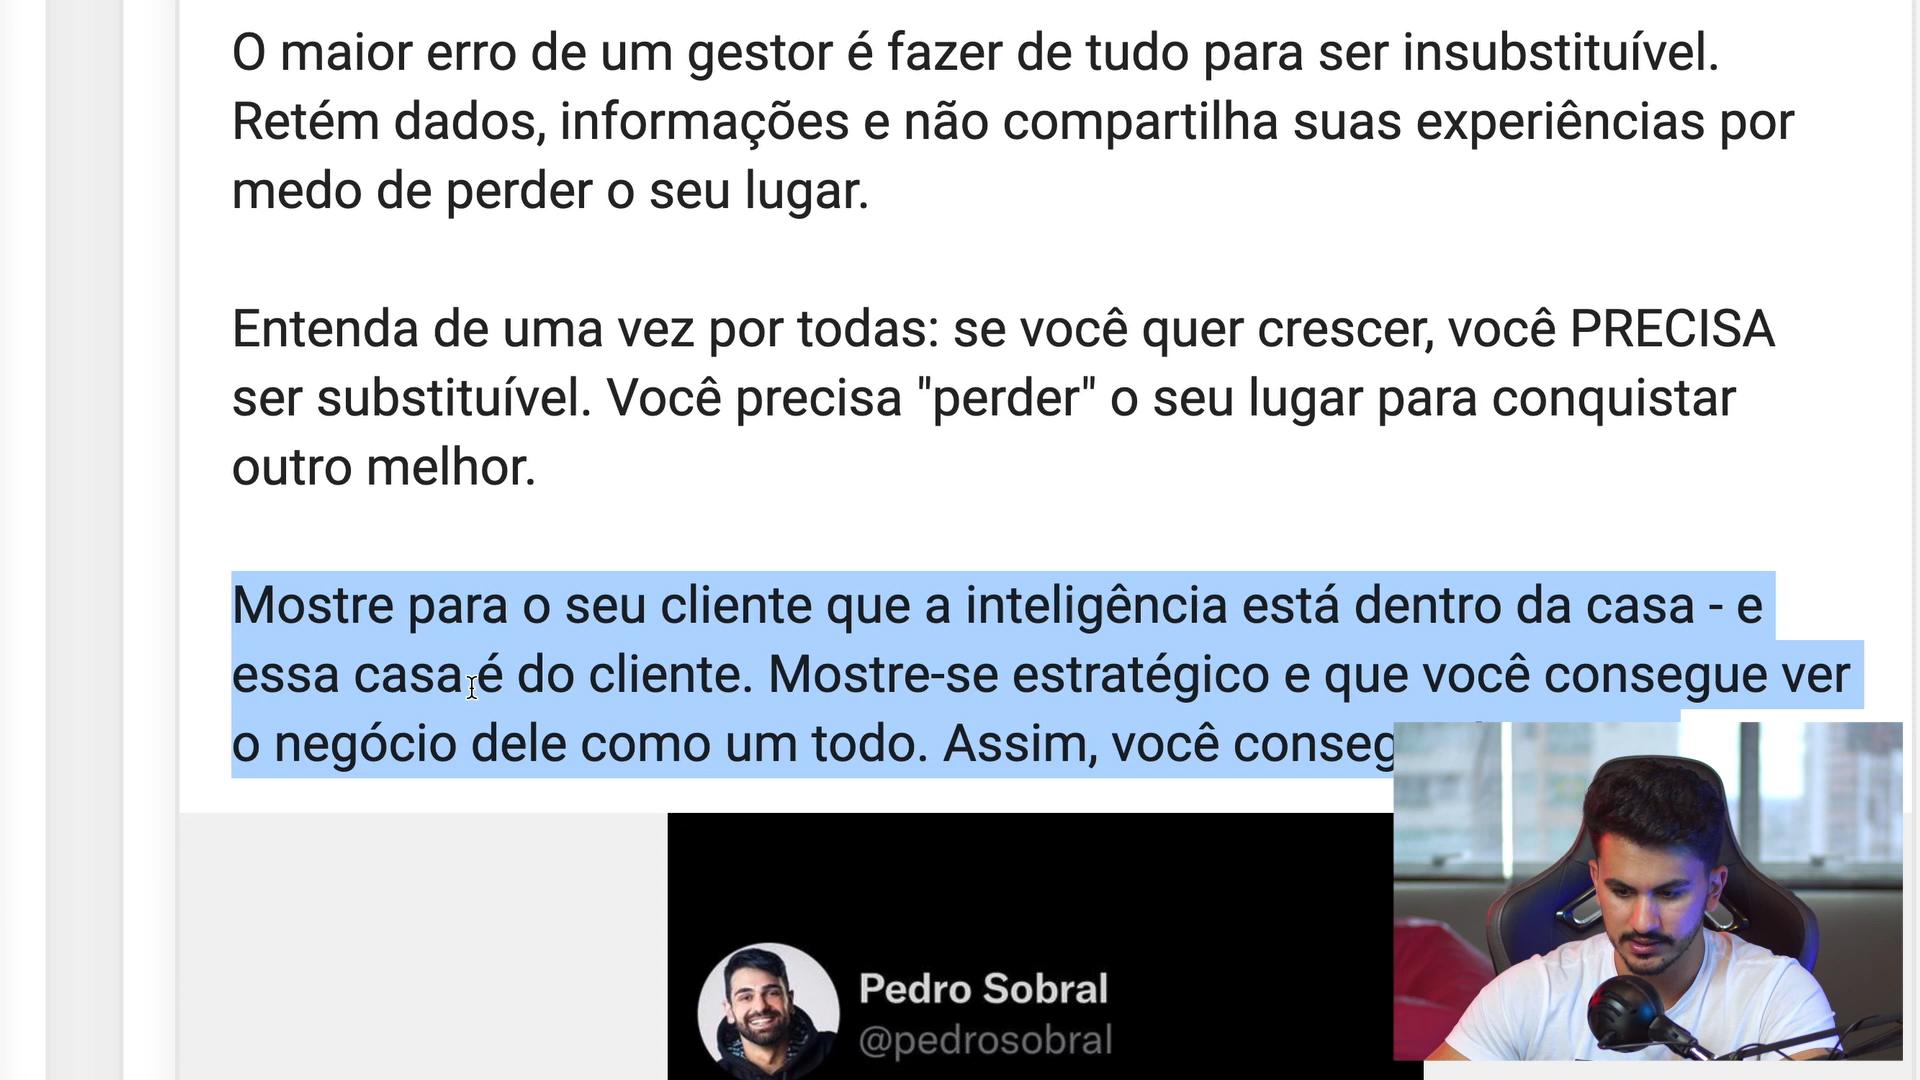 O maior erro de um gestor é fazer de tudo para ser insubstituível.
Retém dados, informações e não compartilha suas experiências por
medo de perder o seu lugar.
Entenda de uma vez por todas: se você quer crescer, você PRECISA
ser substituível. Você precisa "perder" o seu lugar para conquistar
outro melhor.
Mostre para o seu cliente que a inteligência está dentro da casa - e
essa casa é do cliente. Mostre-se estratégico e que você consegue ver
o negócio dele como um todo. Assim, você
Pedro Sobral
@pedrosobral